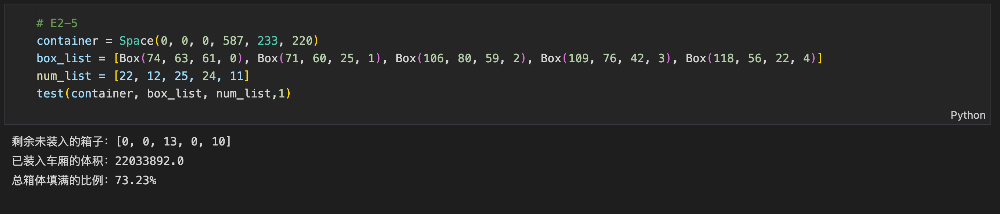 # E2-5
container = Space(0, 0, 0, 587, 233, 220)
box_list = [Box(74, 63, 61, 0), Box(71, 60, 25, 1), Box(106, 80, 59, 2), Box(109, 76, 42, 3), Box(118, 56, 22, 4)]
num_list = [22, 12, 25, 24, 11]
test(container, box_list, num_list,1)
Python
剩余未装入的箱子：[0, 0, 13, 0, 10]
已装入车厢的体积：22033892.0
总箱体填满的比例：73.23%